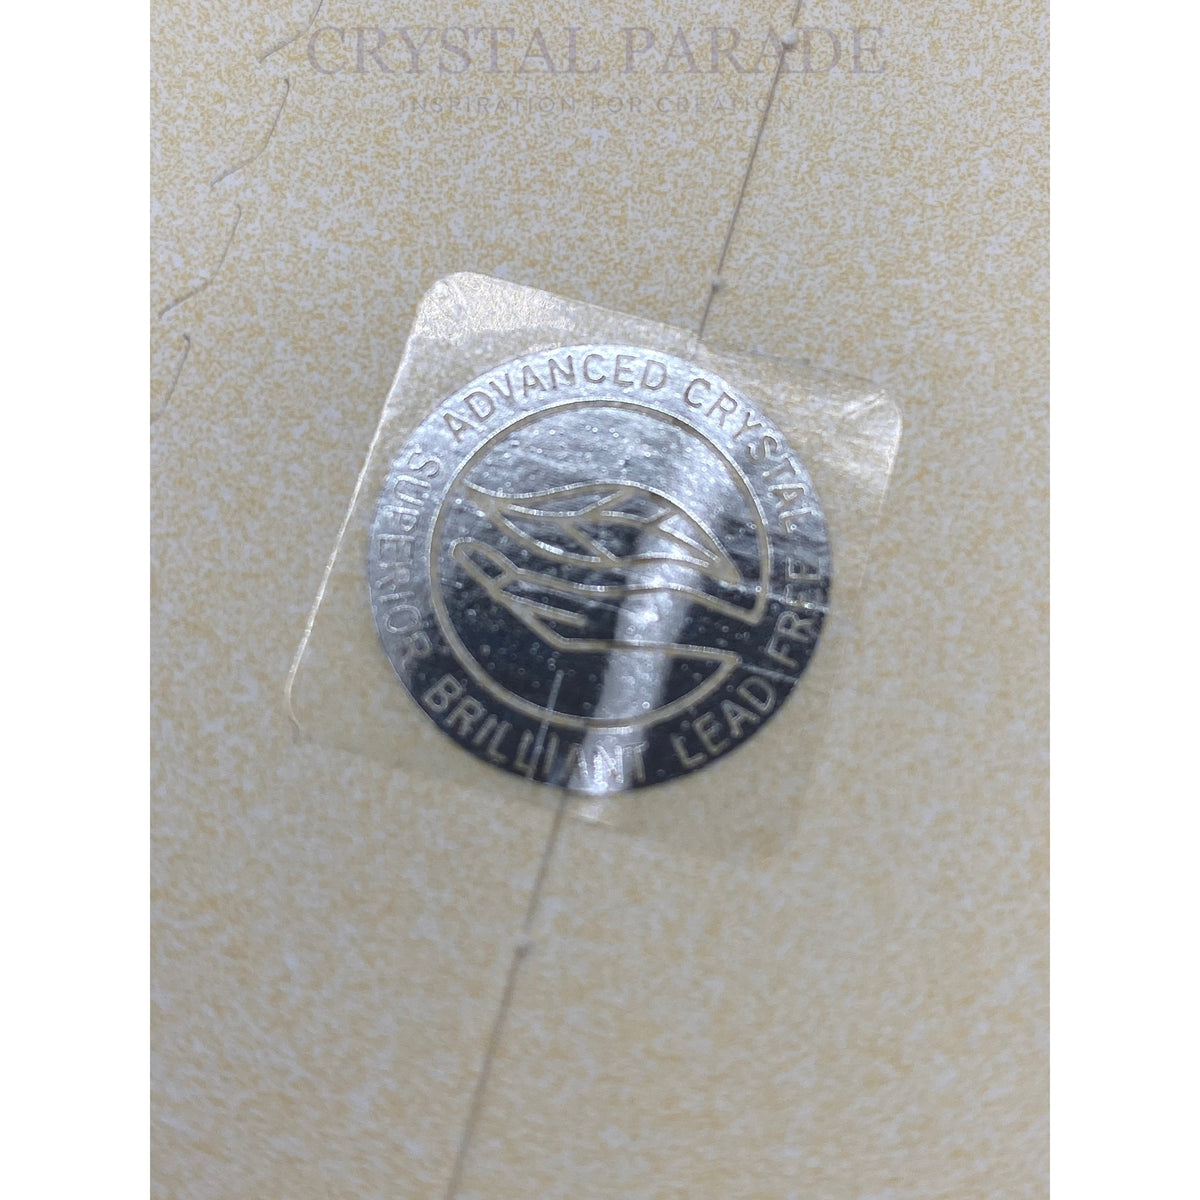 CRYSTAL PARADE
INSPIRATION FOR CREATION
ADVANCED CRYSTAL
SUPERIOR BRILLIANT LEAD FREE